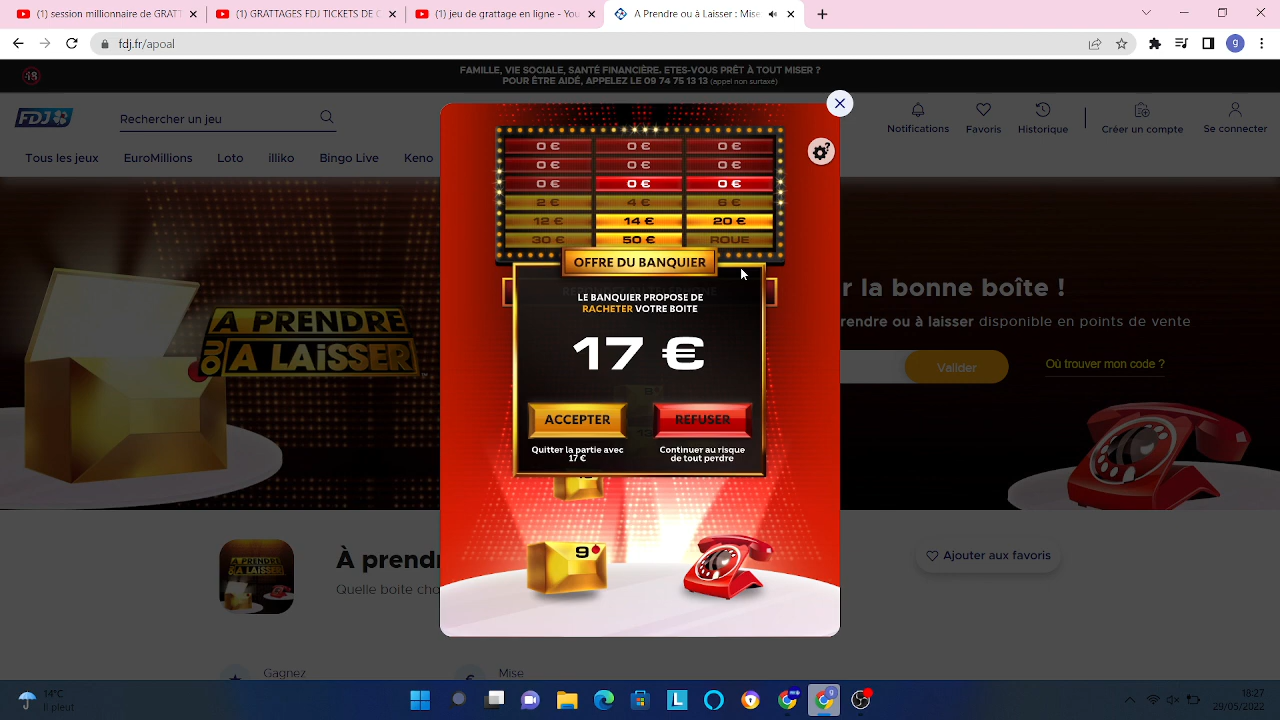 session million de GRATT
(1) GRATTAGES
(1) FDJ TICKETS DE C
(1) jeu de grattage en ligne - You
A Prendre ou à laisser : Mise
fdj.fr/apoal
g
-18
FAMILLE, VIE SOCIALE, SANTÉ FINANCIÈRE. ETES-VOUS PRÊT À TOUT MISER ?
POUR ÊTRE AIDÉ, APPELEZ LE 09 74 75 13 13 (appel non surtaxé)
FDJ
Rechercher un jeu
Notifications
Favoris
Historique
Créer un compte
Se connecter
Tous les jeux
EuroMillions
Loto
illiko
Bingo Live
Keno
0 € 0 € 0 €
0 € 0 € 0 €
0 € 0 € 0 €
2 € 4 € 6 €
12 € 14 € 20 €
30 € 50 € ROUE
OFFRE DU BANQUIER
LE BANQUIER PROPOSE DE
RACHETER VOTRE BOITE
17 €
ACCEPTER
REFUSER
Quitter la partie avec
17 €
Continuer au risque
de tout perdre
9
A PRENDRE
OU
A LAiSSER
r la bonne boîte !
rendre ou à laisser disponible en points de vente
Valider
Où trouver mon code ?
A PRENDRE
OU
A LAiSSER
À prendr
Quelle boite cho
Ajouter aux favoris
Gagnez
Mise
14°C
Il pleut
18:27
29/05/2022